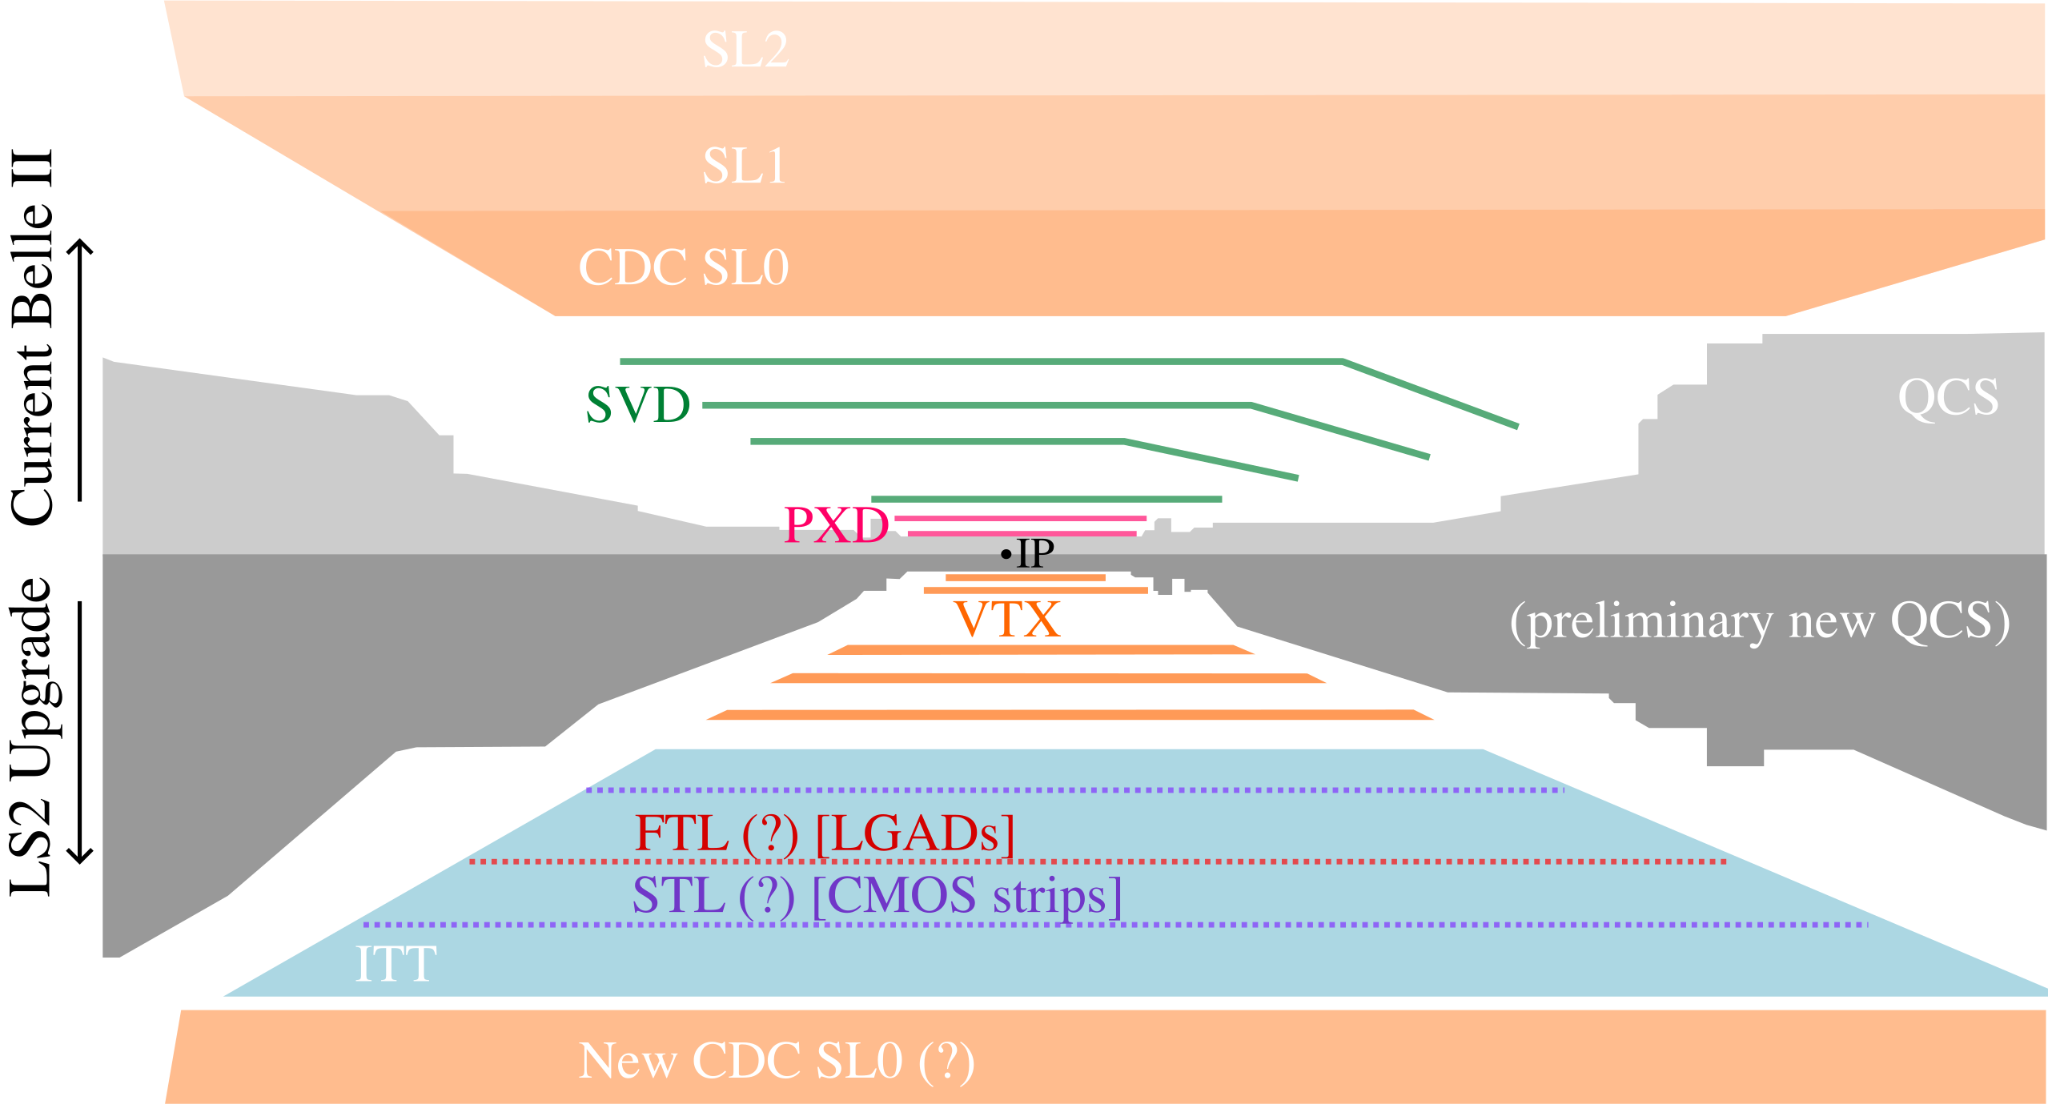 SL2
SL1
CDC SL0
Current Belle II
SVD
QCS
PXD
•IP
VTX
(preliminary new QCS)
LS2 Upgrade
FTL (?) [LGADs]
STL (?) [CMOS strips]
ITT
New CDC SL0 (?)